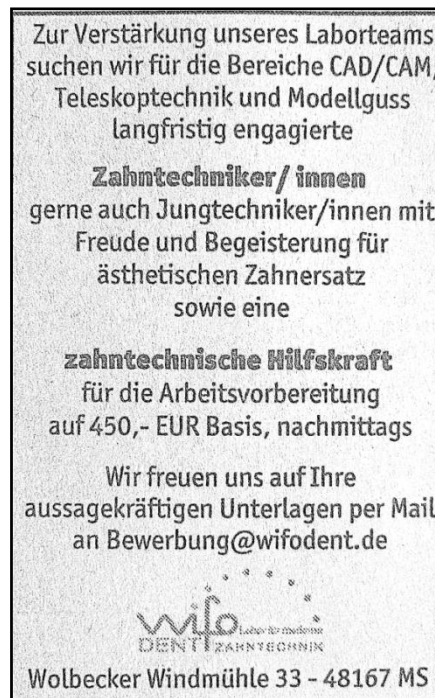 Zur Verstärkung unseres Laborteams
suchen wir für die Bereiche CAD/CAM,
Teleskoptechnik und Modellguss
langfristig engagierte
Zahntechniker/ innen
gerne auch Jungtechniker/innen mit
Freude und Begeisterung für
ästhetischen Zahnersatz
sowie eine
zahntechnische Hilfskraft
für die Arbeitsvorbereitung
auf 450,- EUR Basis, nachmittags
Wir freuen uns auf Ihre
aussagekräftigen Unterlagen per Mail
an Bewerbung@wifodent.de
wifo Labor für moderne
DENT ZAHNTECHNIK
Wolbecker Windmühle 33 - 48167 MS